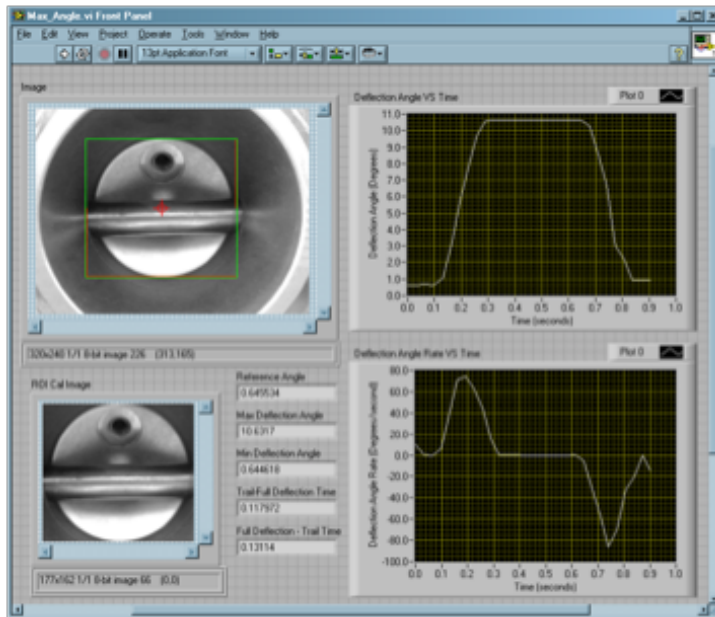 Max_Angle.vi Front Panel
File Edit View Project Operate Tools Window Help
13pt Application Font
Image
320x240 1/1 8-bit image 226 (313,165)
ROI Cal Image
177x162 1/1 8-bit image 66 (0,0)
Reference Angle
0.645534
Max Deflection Angle
10.6317
Min Deflection Angle
0.644618
Trail-Full Deflection Time
0.117972
Full Deflection - Trail Time
0.13114
Deflection Angle VS Time
Plot 0
Deflection Angle (Degrees)
11.0
10.0
9.0
8.0
7.0
6.0
5.0
4.0
3.0
2.0
1.0
0.0
0.0 0.1 0.2 0.3 0.4 0.5 0.6 0.7 0.8 0.9 1.0
Time (seconds)
Deflection Angle Rate VS Time
Plot 0
Deflection Angle Rate (Degrees/second)
80.0
60.0
40.0
20.0
0.0
-20.0
-40.0
-60.0
-80.0
-100.0
0.0 0.1 0.2 0.3 0.4 0.5 0.6 0.7 0.8 0.9 1.0
Time (seconds)